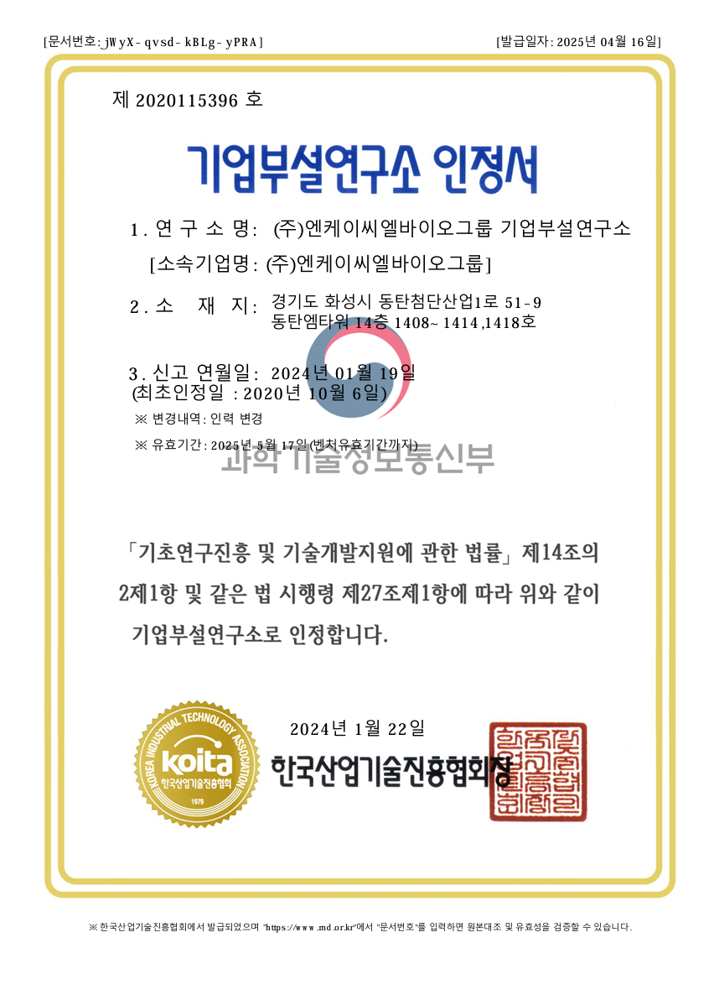 [문서번호: jWyX-qvsd-kBLg-yPRA]
[발급일자: 2025년 04월 16일]
제 2020115396 호
기업부설연구소 인정서
1. 연 구 소 명: (주)엔케이씨엘바이오그룹 기업부설연구소
[소속기업명: (주)엔케이씨엘바이오그룹]
2. 소 재 지: 경기도 화성시 동탄첨단산업1로 51-9
동탄엠타워 14층 1408~1414,1418호
3. 신고 연월일: 2024년 01월 19일
(최초인정일 : 2020년 10월 6일)
※ 변경내역: 인력 변경
※ 유효기간: 2025년 5월 17일(벤처유효기간까지)
과학기술정보통신부
「기초연구진흥 및 기술개발지원에 관한 법률」 제14조의
2제1항 및 같은 법 시행령 제27조제1항에 따라 위와 같이
기업부설연구소로 인정합니다.
2024년 1월 22일
KOREA INDUSTRIAL TECHNOLOGY ASSOCIATION
koita
한국산업기술진흥협회
1979
한국산업기술진흥협회장
※ 한국산업기술진흥협회에서 발급되었으며 "https://www.rnd.or.kr"에서 "문서번호"를 입력하면 원본대조 및 유효성을 검증할 수 있습니다.